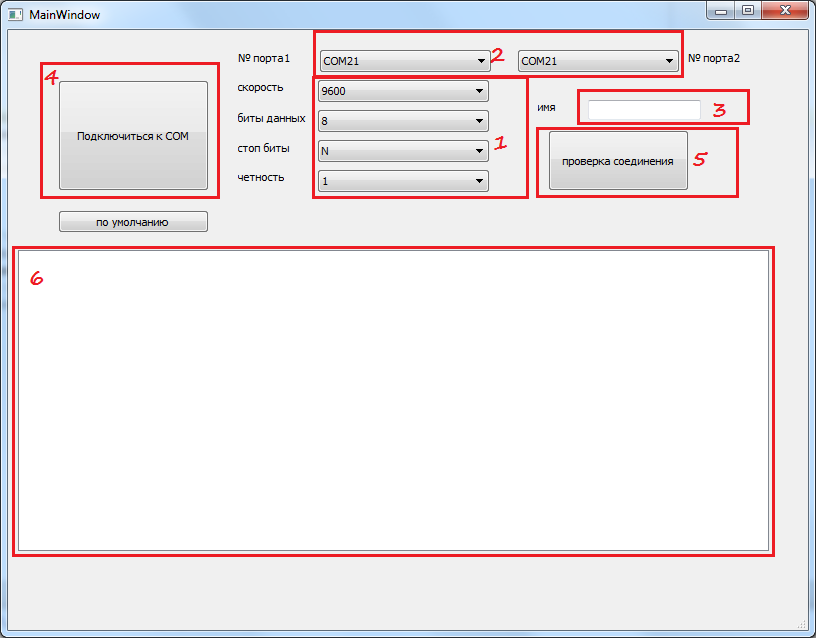 MainWindow
№ порта1 COM21 2 COM21 № порта2
4
скорость 9600
имя 3
биты данных 8
Подключиться к COM
стоп биты N 1
проверка соединения 5
четность 1
по умолчанию
6